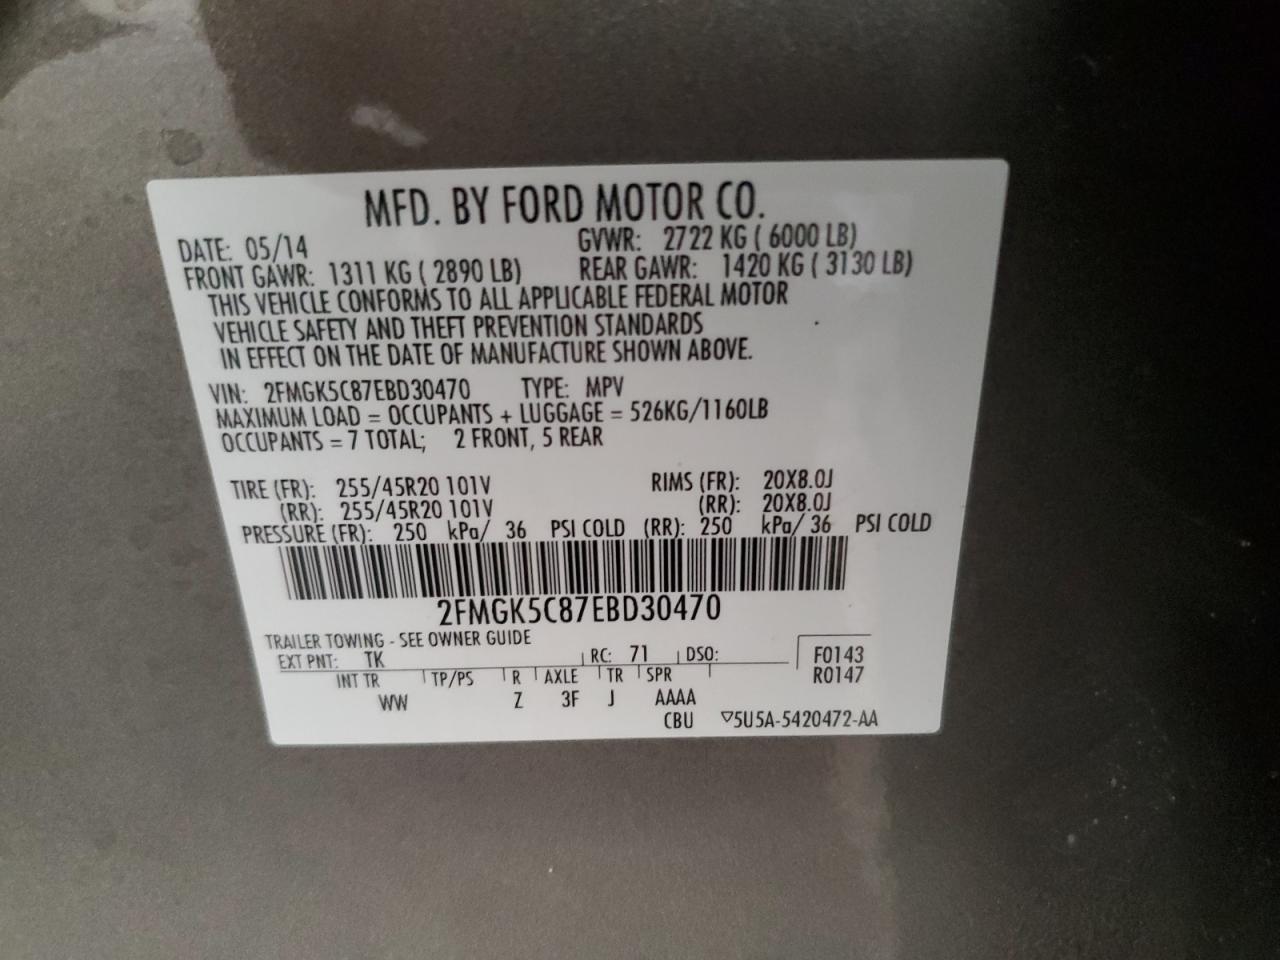 MFD. BY FORD MOTOR CO.
DATE: 05/14 GVWR: 2722 KG ( 6000 LB)
FRONT GAWR: 1311 KG ( 2890 LB) REAR GAWR: 1420 KG ( 3130 LB)
THIS VEHICLE CONFORMS TO ALL APPLICABLE FEDERAL MOTOR
VEHICLE SAFETY AND THEFT PREVENTION STANDARDS
IN EFFECT ON THE DATE OF MANUFACTURE SHOWN ABOVE.
VIN: 2FMGK5C87EBD30470 TYPE: MPV
MAXIMUM LOAD = OCCUPANTS + LUGGAGE = 526KG/1160LB
OCCUPANTS = 7 TOTAL; 2 FRONT, 5 REAR
TIRE (FR): 255/45R20 101V RIMS (FR): 20X8.0J
(RR): 255/45R20 101V (RR): 20X8.0J
PRESSURE (FR): 250 kPa/ 36 PSI COLD (RR): 250 kPa/ 36 PSI COLD
2FMGK5C87EBD30470
TRAILER TOWING - SEE OWNER GUIDE
EXT PNT: TK RC: 71 DSO: F0143
INT TR TP/PS R AXLE TR SPR R0147
WW Z 3F J AAAA
CBU ▽5U5A-5420472-AA